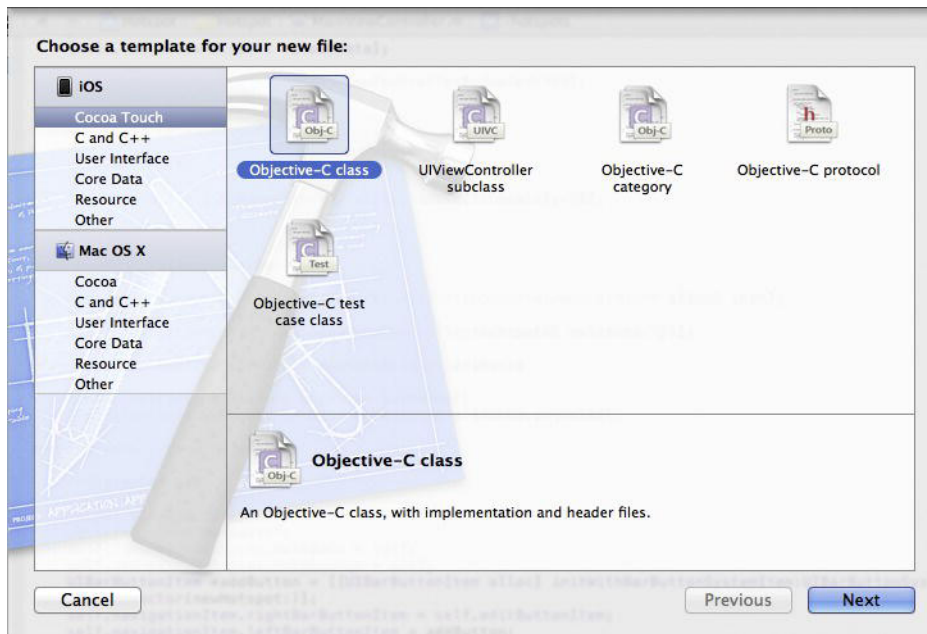 Choose a template for your new file:
iOS
Cocoa Touch
C and C++
User Interface
Core Data
Resource
Other
Mac OS X
Cocoa
C and C++
User Interface
Core Data
Resource
Other
Obj-C
Objective-C class
UIVC
UIViewController
subclass
Obj-C
Objective-C
category
h
Proto
Objective-C protocol
Test
Objective-C test
case class
Obj-C
Objective-C class
An Objective-C class, with implementation and header files.
Cancel
Previous
Next